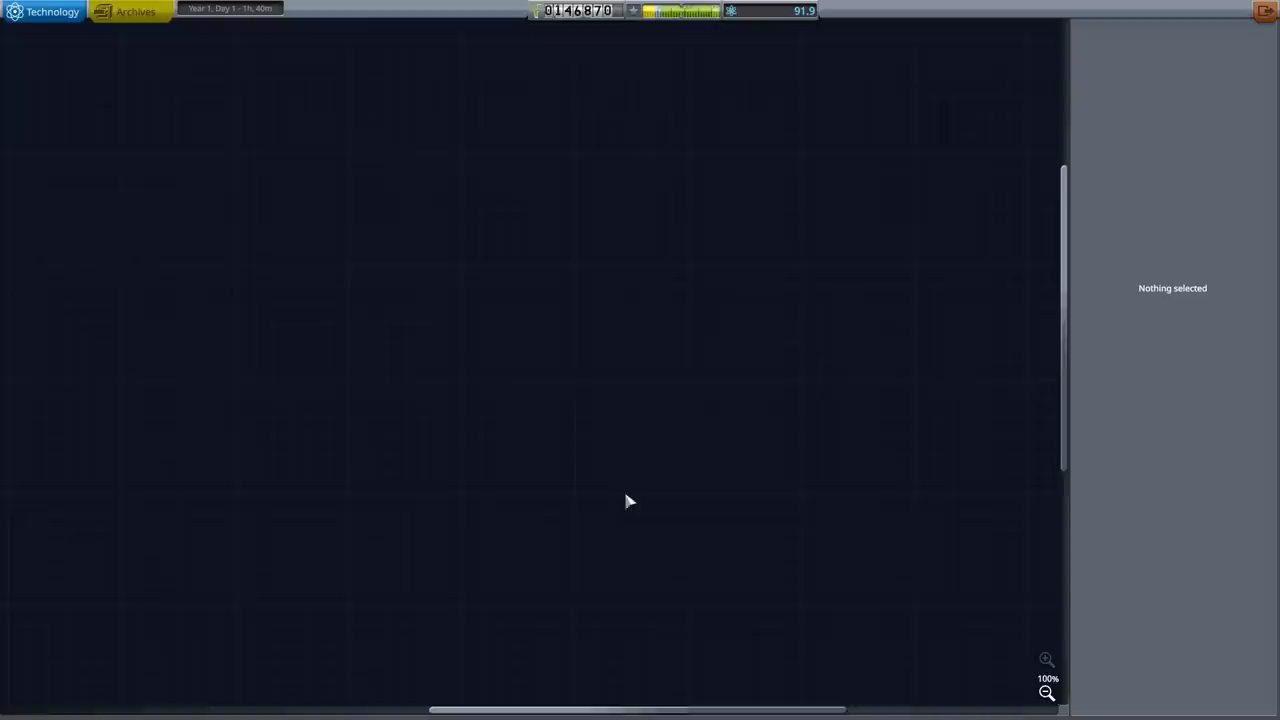 Technology
Archives
Year 1, Day 1 - 1h, 40m
0146870
91.9
Nothing selected
100%